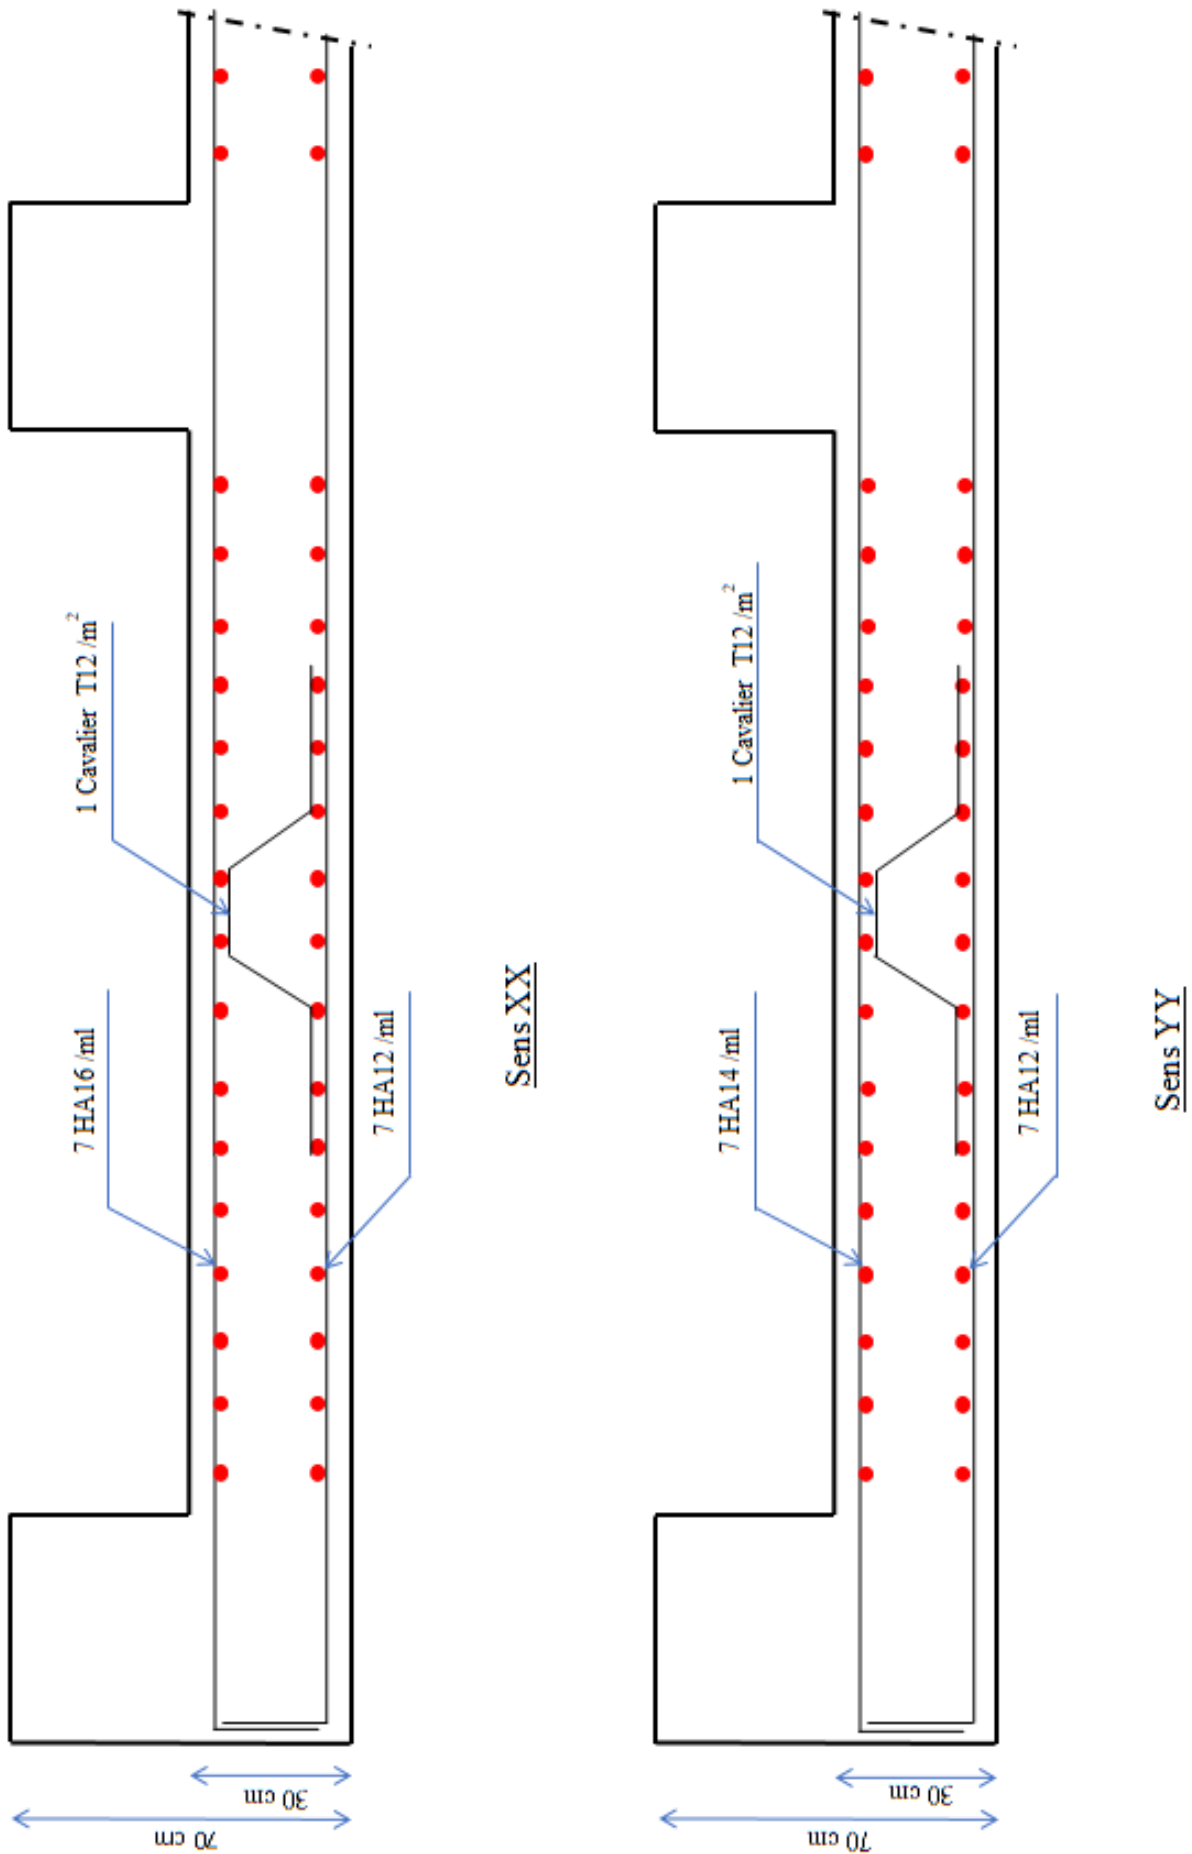 1 Cavalier T12 /m²
7 HA16 /ml
7 HA12 /ml
30 cm
70 cm
Sens XX
1 Cavalier T12 /m²
7 HA14 /ml
7 HA12 /ml
30 cm
70 cm
Sens YY